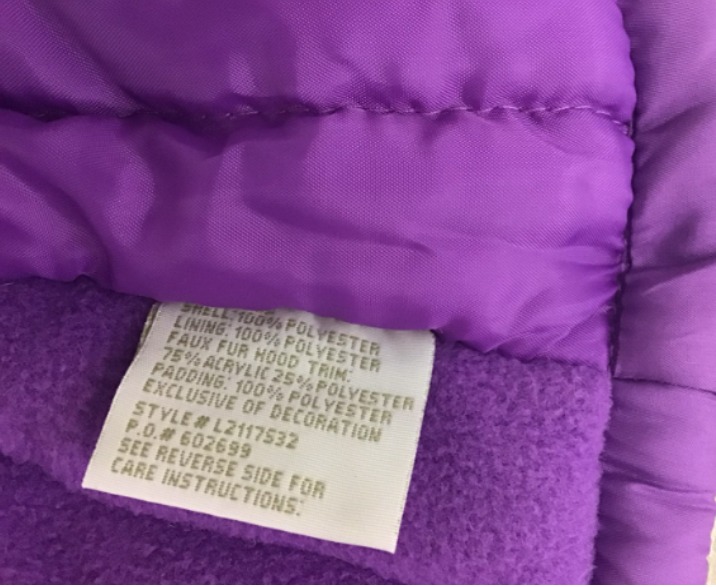 SHELL: 100% POLYESTER
LINING: 100% POLYESTER
FAUX FUR HOOD TRIM:
75% ACRYLIC 25% POLYESTER
PADDING: 100% POLYESTER
EXCLUSIVE OF DECORATION
STYLE# L2117532
P.O.# 602699
SEE REVERSE SIDE FOR
CARE INSTRUCTIONS.